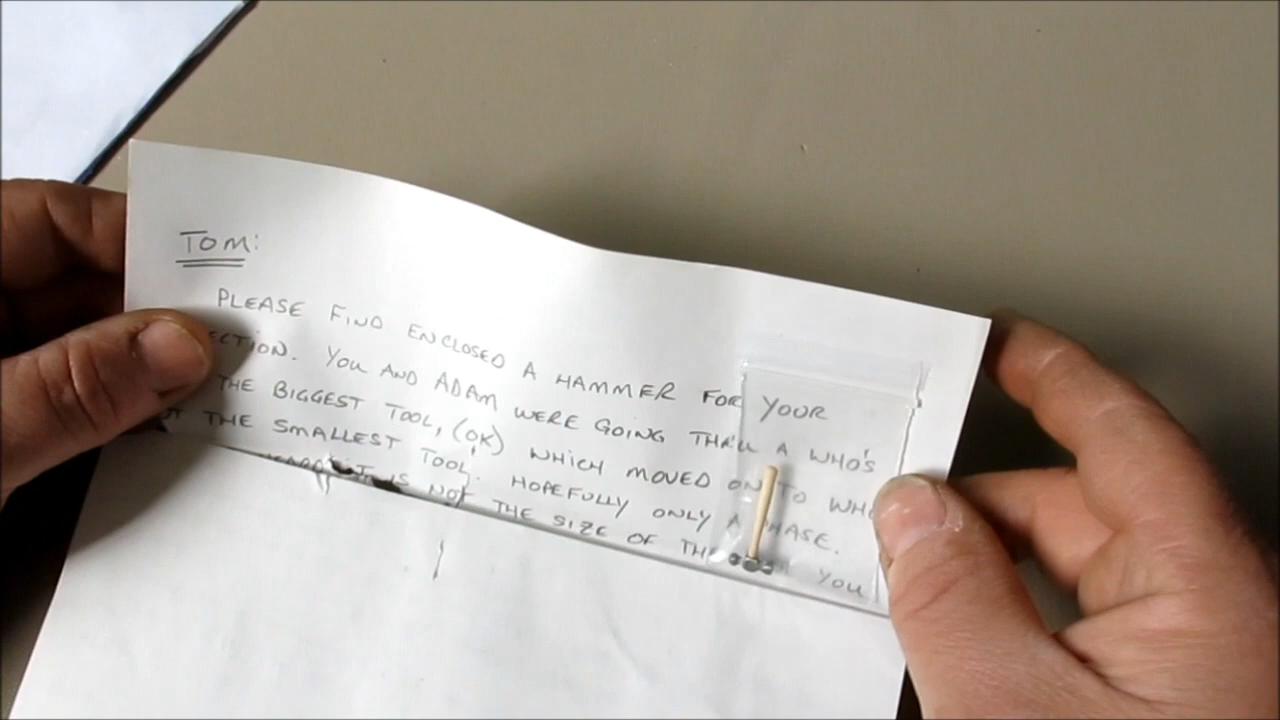 TOM:
PLEASE FIND ENCLOSED A HAMMER FOR YOUR
ECTION. YOU AND ADAM WERE GOING THRU A WHO'S
THE BIGGEST TOOL, (OK) WHICH MOVED ON TO WHO
THE SMALLEST TOOL. HOPEFULLY ONLY A PHASE.
IT IS NOT THE SIZE OF THE YOU